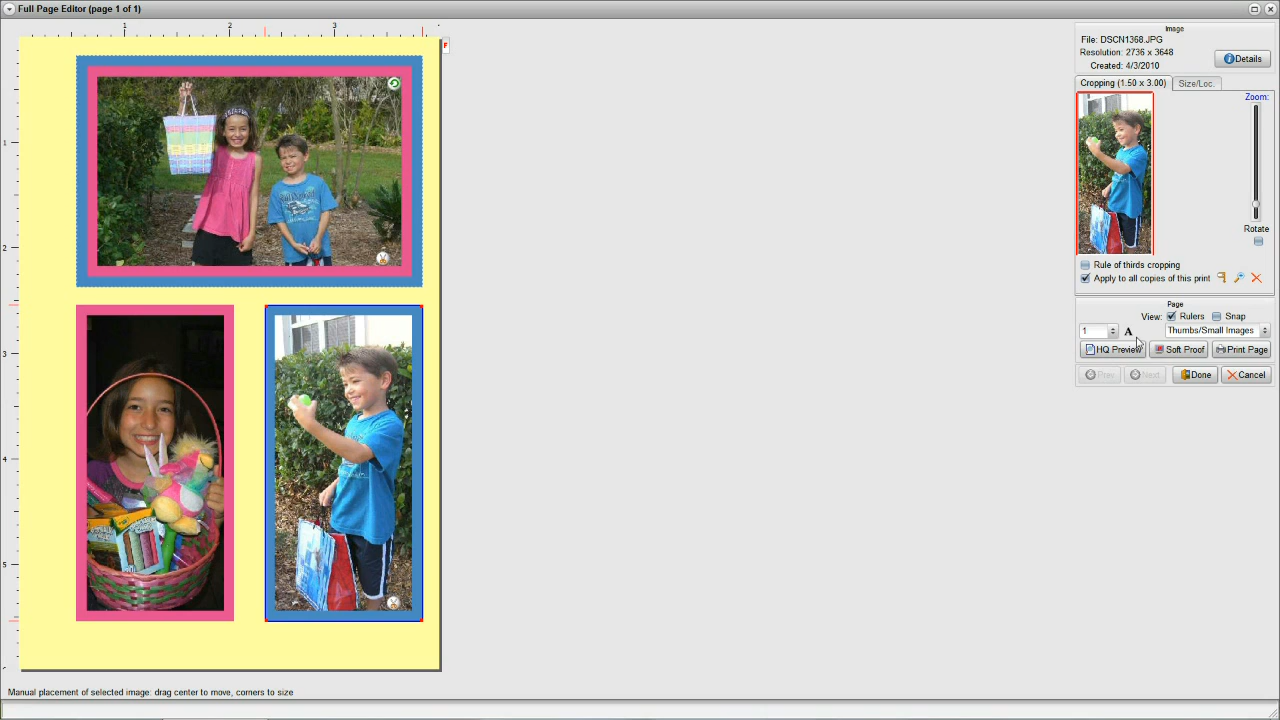 Full Page Editor (page 1 of 1)
1 2 3
F
1
2
3
4
5
Image
File: DSCN1368.JPG
Resolution: 2736 x 3648
Created: 4/3/2010
Details
Cropping (1.50 x 3.00) Size/Loc.
Zoom:
Rotate
Rule of thirds cropping
Apply to all copies of this print
Page
View: Rulers Snap
1 A Thumbs/Small Images
HQ Preview Soft Proof Print Page
Prev Next Done Cancel
Manual placement of selected image: drag center to move, corners to size